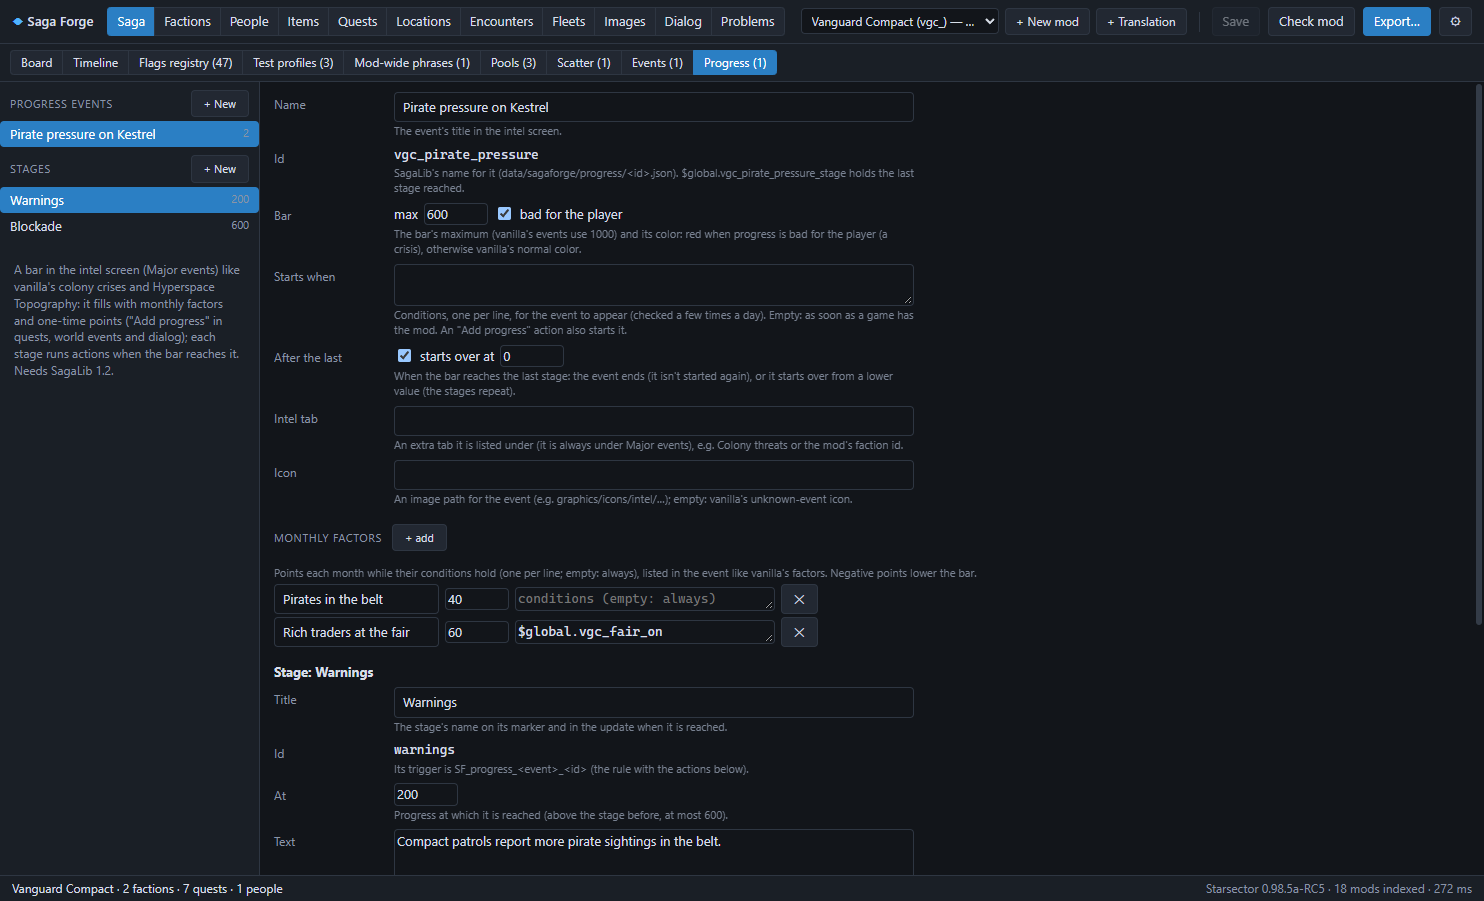 Saga Forge
Saga
Factions
People
Items
Quests
Locations
Encounters
Fleets
Images
Dialog
Problems
Vanguard Compact (vgc_) — ...
+ New mod
+ Translation
Save
Check mod
Export...
Board
Timeline
Flags registry (47)
Test profiles (3)
Mod-wide phrases (1)
Pools (3)
Scatter (1)
Events (1)
Progress (1)
PROGRESS EVENTS
+ New
Pirate pressure on Kestrel 2
STAGES
+ New
Warnings 200
Blockade 600
A bar in the intel screen (Major events) like
vanilla's colony crises and Hyperspace
Topography: it fills with monthly factors
and one-time points ("Add progress" in
quests, world events and dialog); each
stage runs actions when the bar reaches it.
Needs SagaLib 1.2.
Name
Pirate pressure on Kestrel
The event's title in the intel screen.
Id
vgc_pirate_pressure
SagaLib's name for it (data/sagaforge/progress/<id>.json). $global.vgc_pirate_pressure_stage holds the last
stage reached.
Bar
max 600 bad for the player
The bar's maximum (vanilla's events use 1000) and its color: red when progress is bad for the player (a
crisis), otherwise vanilla's normal color.
Starts when
Conditions, one per line, for the event to appear (checked a few times a day). Empty: as soon as a game has
the mod. An "Add progress" action also starts it.
After the last
starts over at 0
When the bar reaches the last stage: the event ends (it isn't started again), or it starts over from a lower
value (the stages repeat).
Intel tab
An extra tab it is listed under (it is always under Major events), e.g. Colony threats or the mod's faction id.
Icon
An image path for the event (e.g. graphics/icons/intel/...); empty: vanilla's unknown-event icon.
MONTHLY FACTORS
+ add
Points each month while their conditions hold (one per line; empty: always), listed in the event like vanilla's factors. Negative points lower the bar.
Pirates in the belt 40 conditions (empty: always)
Rich traders at the fair 60 $global.vgc_fair_on
Stage: Warnings
Title
Warnings
The stage's name on its marker and in the update when it is reached.
Id
warnings
Its trigger is SF_progress_<event>_<id> (the rule with the actions below).
At
200
Progress at which it is reached (above the stage before, at most 600).
Text
Compact patrols report more pirate sightings in the belt.
Vanguard Compact · 2 factions · 7 quests · 1 people
Starsector 0.98.5a-RC5 · 18 mods indexed · 272 ms